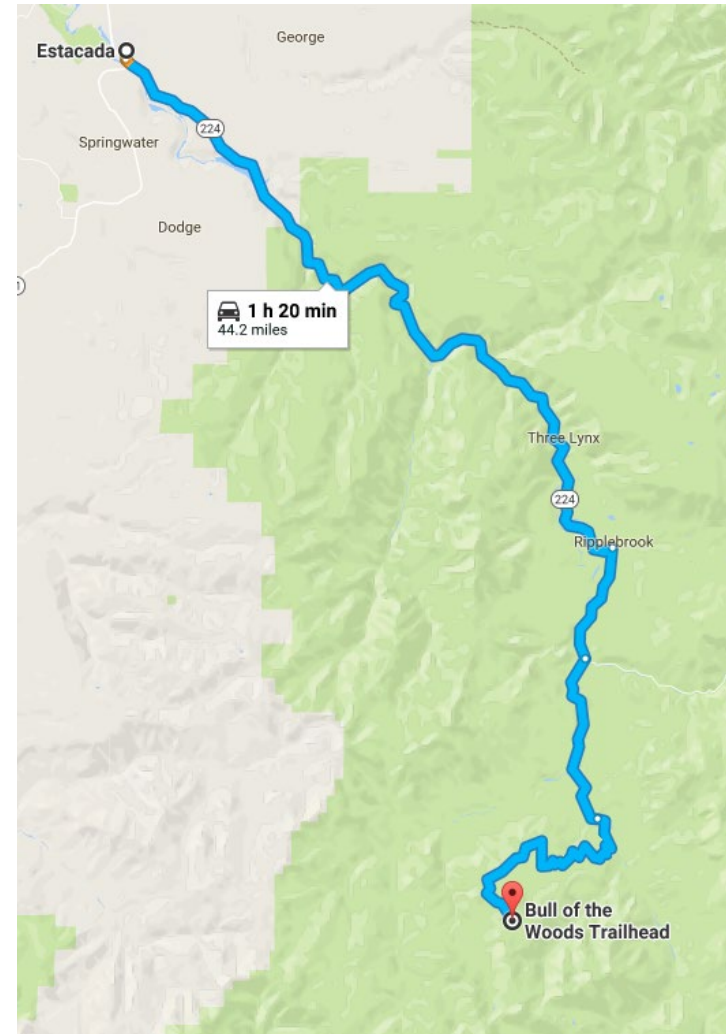 George
Estacada
224
Springwater
Dodge
1 h 20 min
44.2 miles
Three Lynx
224
Ripplebrook
Bull of the
Woods Trailhead